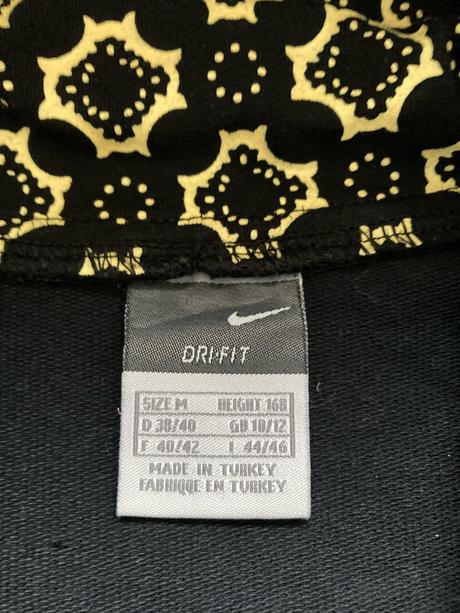 DRI-FIT
SIZE M HEIGHT 168
D 38/40 GB 10/12
F 40/42 I 44/46
MADE IN TURKEY
FABRIQUE EN TURKEY